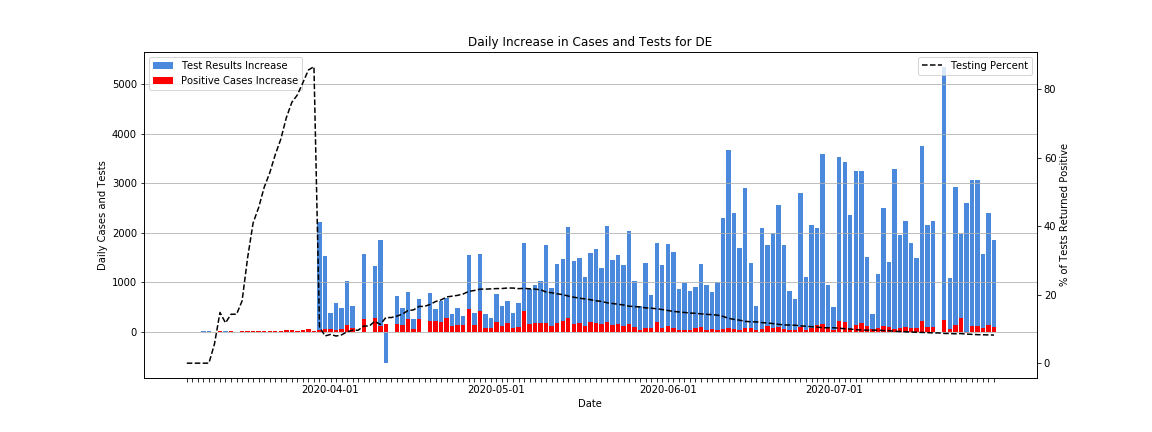 Daily Increase in Cases and Tests for DE
Test Results Increase
Positive Cases Increase
Testing Percent
5000
4000
3000
2000
1000
0
Daily Cases and Tests
80
60
40
20
0
% of Tests Returned Positive
2020-04-01
2020-05-01
2020-06-01
2020-07-01
Date